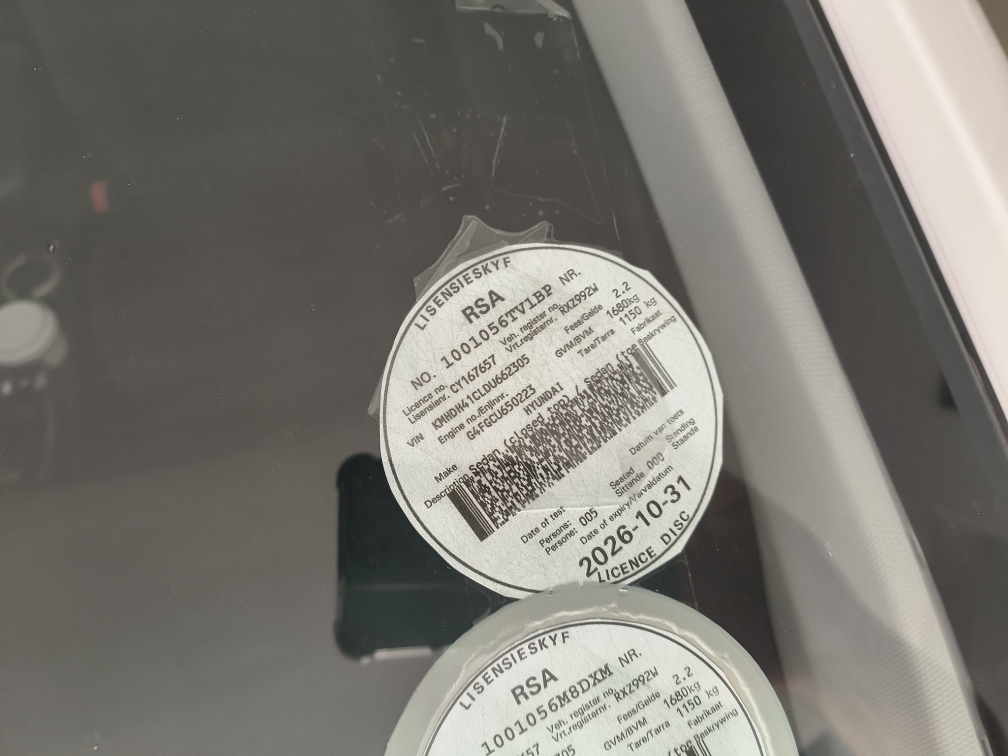 LISENSIESKYF
RSA
NO. 1001056TV1BP NR.
Licence no. CY167657 Veh. register no. RXZ992W
Lisensienr. Vrt.registernr.
VIN KMHDH41CLDU662305 Fees/Gelde 2.2
Engine no./Enjinnr. GVM/BVM 1680kg
G4FGCU650223 Tare/Tarra 1150 kg
Make HYUNDAI Fabrikaat
Description Sedan (closed top) / Sedan (toe Beskrywing
Date of test Datum van toets
Persons: 005 Seated 000 Standing
Persone: Sittende Staande
Date of expiry/Vervaldatum
2026-10-31
LICENCE DISC
LISENSIESKYF
RSA
1001056M8DXM NR.
657 Veh. register no. RXZ992W
Vrt.registernr.
305 Fees/Gelde 2.2
GVM/BVM 1680kg
Tare/Tarra 1150 kg
Fabrikaat
(toe Beskrywing